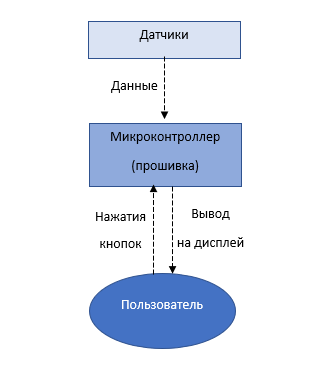 Датчики
Данные
Микроконтроллер
(прошивка)
Нажатия
кнопок
Вывод
на дисплей
Пользователь